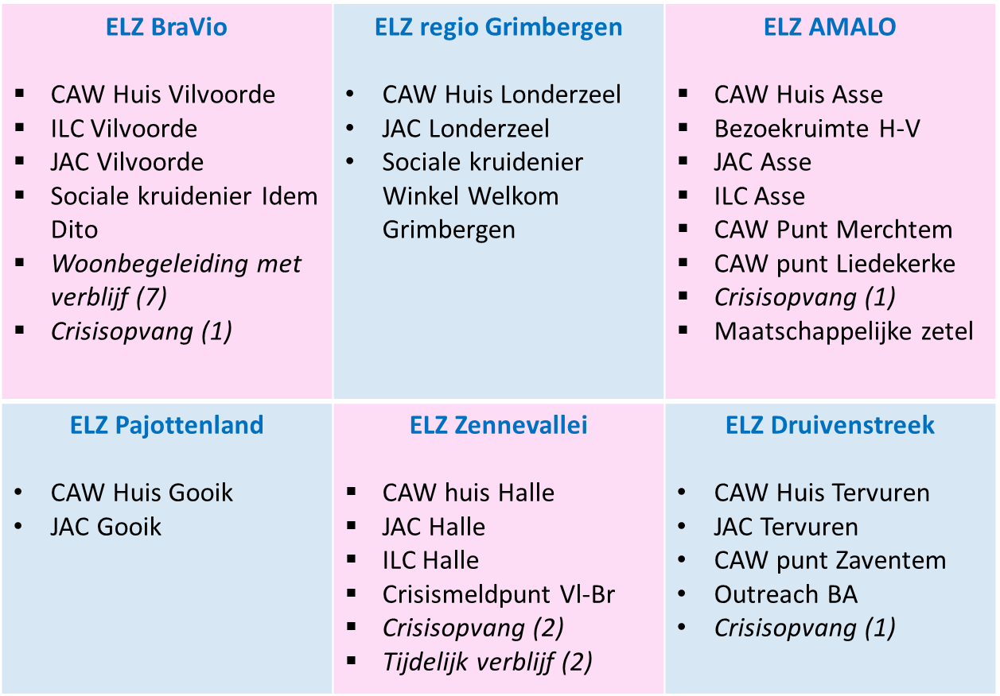 ELZ BraVio
▪ CAW Huis Vilvoorde
▪ ILC Vilvoorde
▪ JAC Vilvoorde
▪ Sociale kruidenier Idem
Dito
▪ Woonbegeleiding met
verblijf (7)
▪ Crisisopvang (1)
ELZ regio Grimbergen
• CAW Huis Londerzeel
• JAC Londerzeel
• Sociale kruidenier
Winkel Welkom
Grimbergen
ELZ AMALO
▪ CAW Huis Asse
▪ Bezoekruimte H-V
▪ JAC Asse
▪ ILC Asse
▪ CAW Punt Merchtem
▪ CAW punt Liedekerke
▪ Crisisopvang (1)
▪ Maatschappelijke zetel
ELZ Pajottenland
• CAW Huis Gooik
• JAC Gooik
ELZ Zennevallei
▪ CAW huis Halle
▪ JAC Halle
▪ ILC Halle
▪ Crisismeldpunt Vl-Br
▪ Crisisopvang (2)
▪ Tijdelijk verblijf (2)
ELZ Druivenstreek
• CAW Huis Tervuren
• JAC Tervuren
• CAW punt Zaventem
• Outreach BA
• Crisisopvang (1)